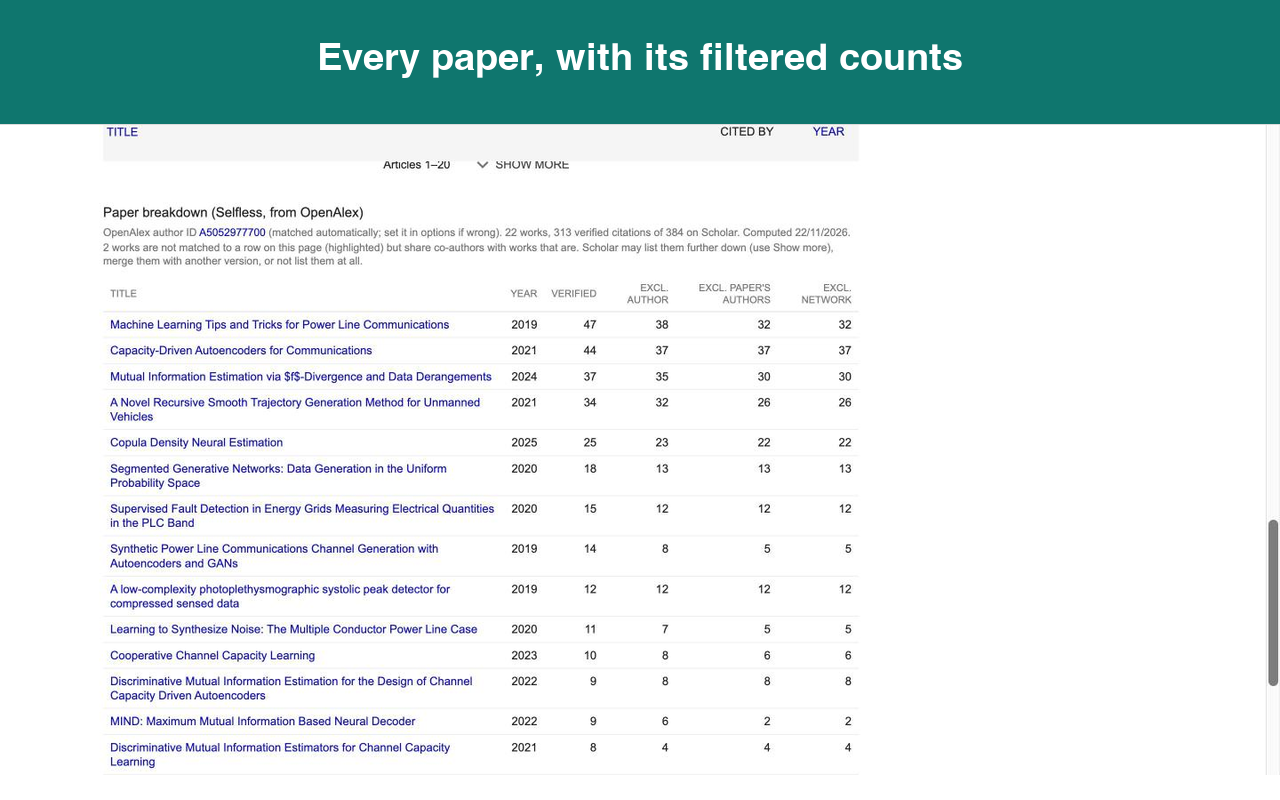 Every paper, with its filtered counts
TITLE CITED BY YEAR
Articles 1–20 SHOW MORE
Paper breakdown (Selfless, from OpenAlex)
OpenAlex author ID A5052977700 (matched automatically; set it in options if wrong). 22 works, 313 verified citations of 384 on Scholar. Computed 22/11/2026.
2 works are not matched to a row on this page (highlighted) but share co-authors with works that are. Scholar may list them further down (use Show more),
merge them with another version, or not list them at all.
TITLE YEAR VERIFIED EXCL. AUTHOR EXCL. PAPER'S AUTHORS EXCL. NETWORK
Machine Learning Tips and Tricks for Power Line Communications 2019 47 38 32 32
Capacity-Driven Autoencoders for Communications 2021 44 37 37 37
Mutual Information Estimation via $f$-Divergence and Data Derangements 2024 37 35 30 30
A Novel Recursive Smooth Trajectory Generation Method for Unmanned 2021 34 32 26 26
Vehicles
Copula Density Neural Estimation 2025 25 23 22 22
Segmented Generative Networks: Data Generation in the Uniform 2020 18 13 13 13
Probability Space
Supervised Fault Detection in Energy Grids Measuring Electrical Quantities 2020 15 12 12 12
in the PLC Band
Synthetic Power Line Communications Channel Generation with 2019 14 8 5 5
Autoencoders and GANs
A low-complexity photoplethysmographic systolic peak detector for 2019 12 12 12 12
compressed sensed data
Learning to Synthesize Noise: The Multiple Conductor Power Line Case 2020 11 7 5 5
Cooperative Channel Capacity Learning 2023 10 8 6 6
Discriminative Mutual Information Estimation for the Design of Channel 2022 9 8 8 8
Capacity Driven Autoencoders
MIND: Maximum Mutual Information Based Neural Decoder 2022 9 6 2 2
Discriminative Mutual Information Estimators for Channel Capacity 2021 8 4 4 4
Learning